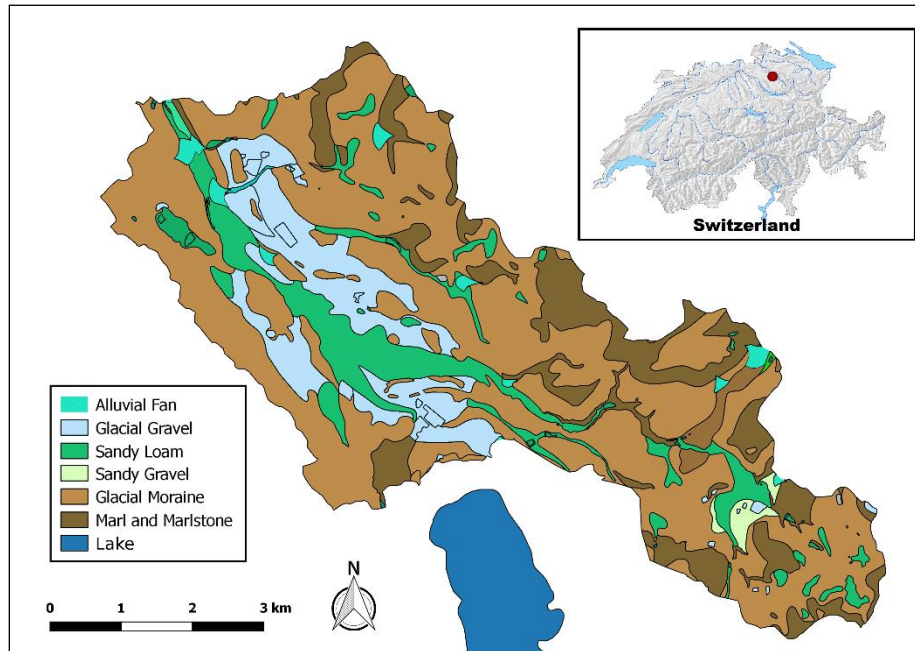 Switzerland
Alluvial Fan
Glacial Gravel
Sandy Loam
Sandy Gravel
Glacial Moraine
Marl and Marlstone
Lake
N
0 1 2 3 km